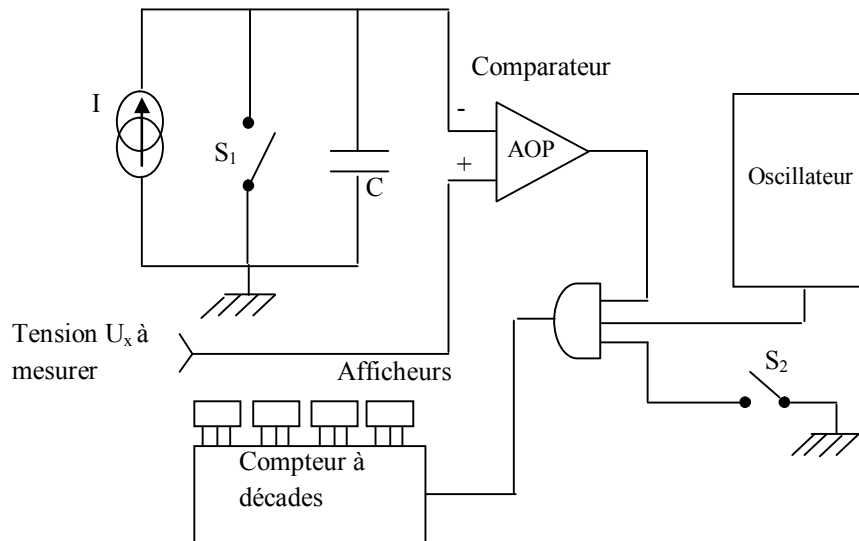 Comparateur
I
S1
C
-
+
AOP
Oscillateur
Tension Ux à
mesurer
Afficheurs
S2
Compteur à
décades